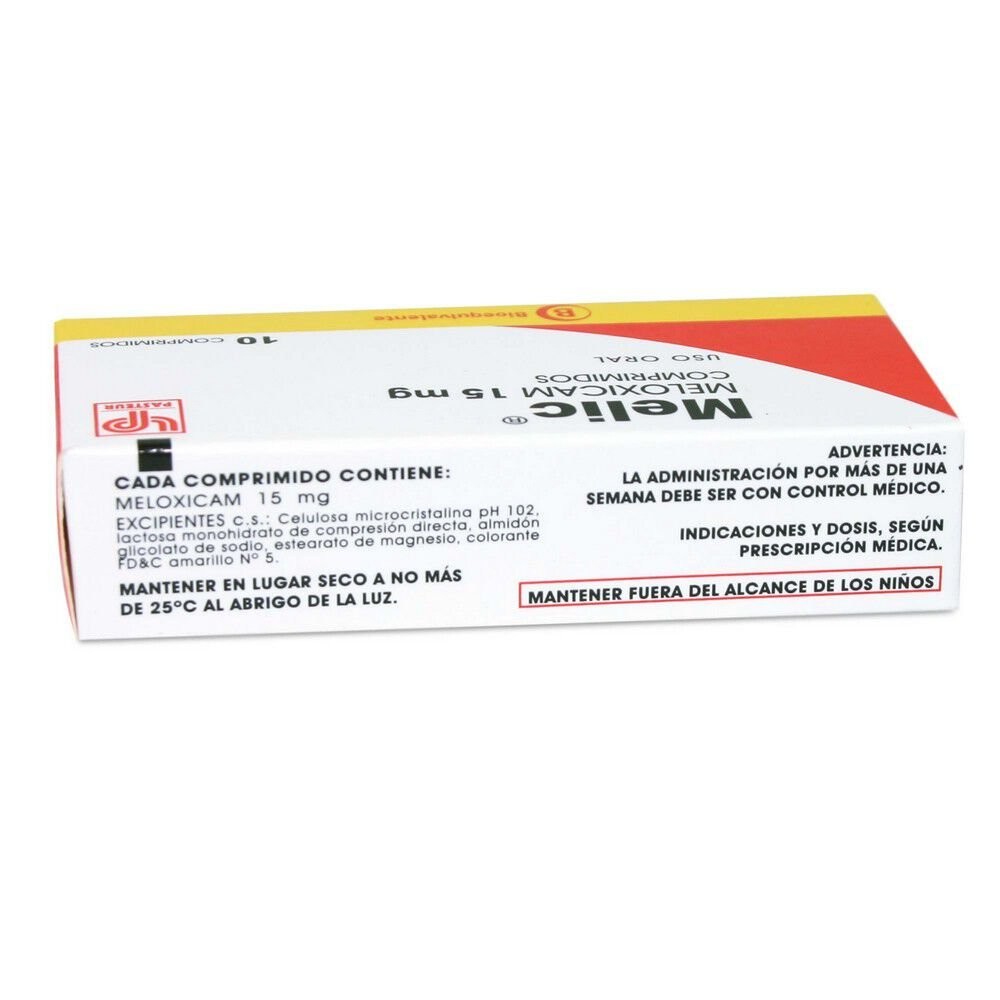 B Bioequivalente
10 COMPRIMIDOS
Melic®
MELOXICAM 15 mg
COMPRIMIDOS
USO ORAL
LP
PASTEUR
CADA COMPRIMIDO CONTIENE:
MELOXICAM 15 mg
EXCIPIENTES c.s.: Celulosa microcristalina pH 102,
lactosa monohidrato de compresión directa, almidón
glicolato de sodio, estearato de magnesio, colorante
FD&C amarillo Nº 5.
MANTENER EN LUGAR SECO A NO MÁS
DE 25ºC AL ABRIGO DE LA LUZ.
ADVERTENCIA:
LA ADMINISTRACIÓN POR MÁS DE UNA
SEMANA DEBE SER CON CONTROL MÉDICO.
INDICACIONES Y DOSIS, SEGÚN
PRESCRIPCIÓN MÉDICA.
MANTENER FUERA DEL ALCANCE DE LOS NIÑOS